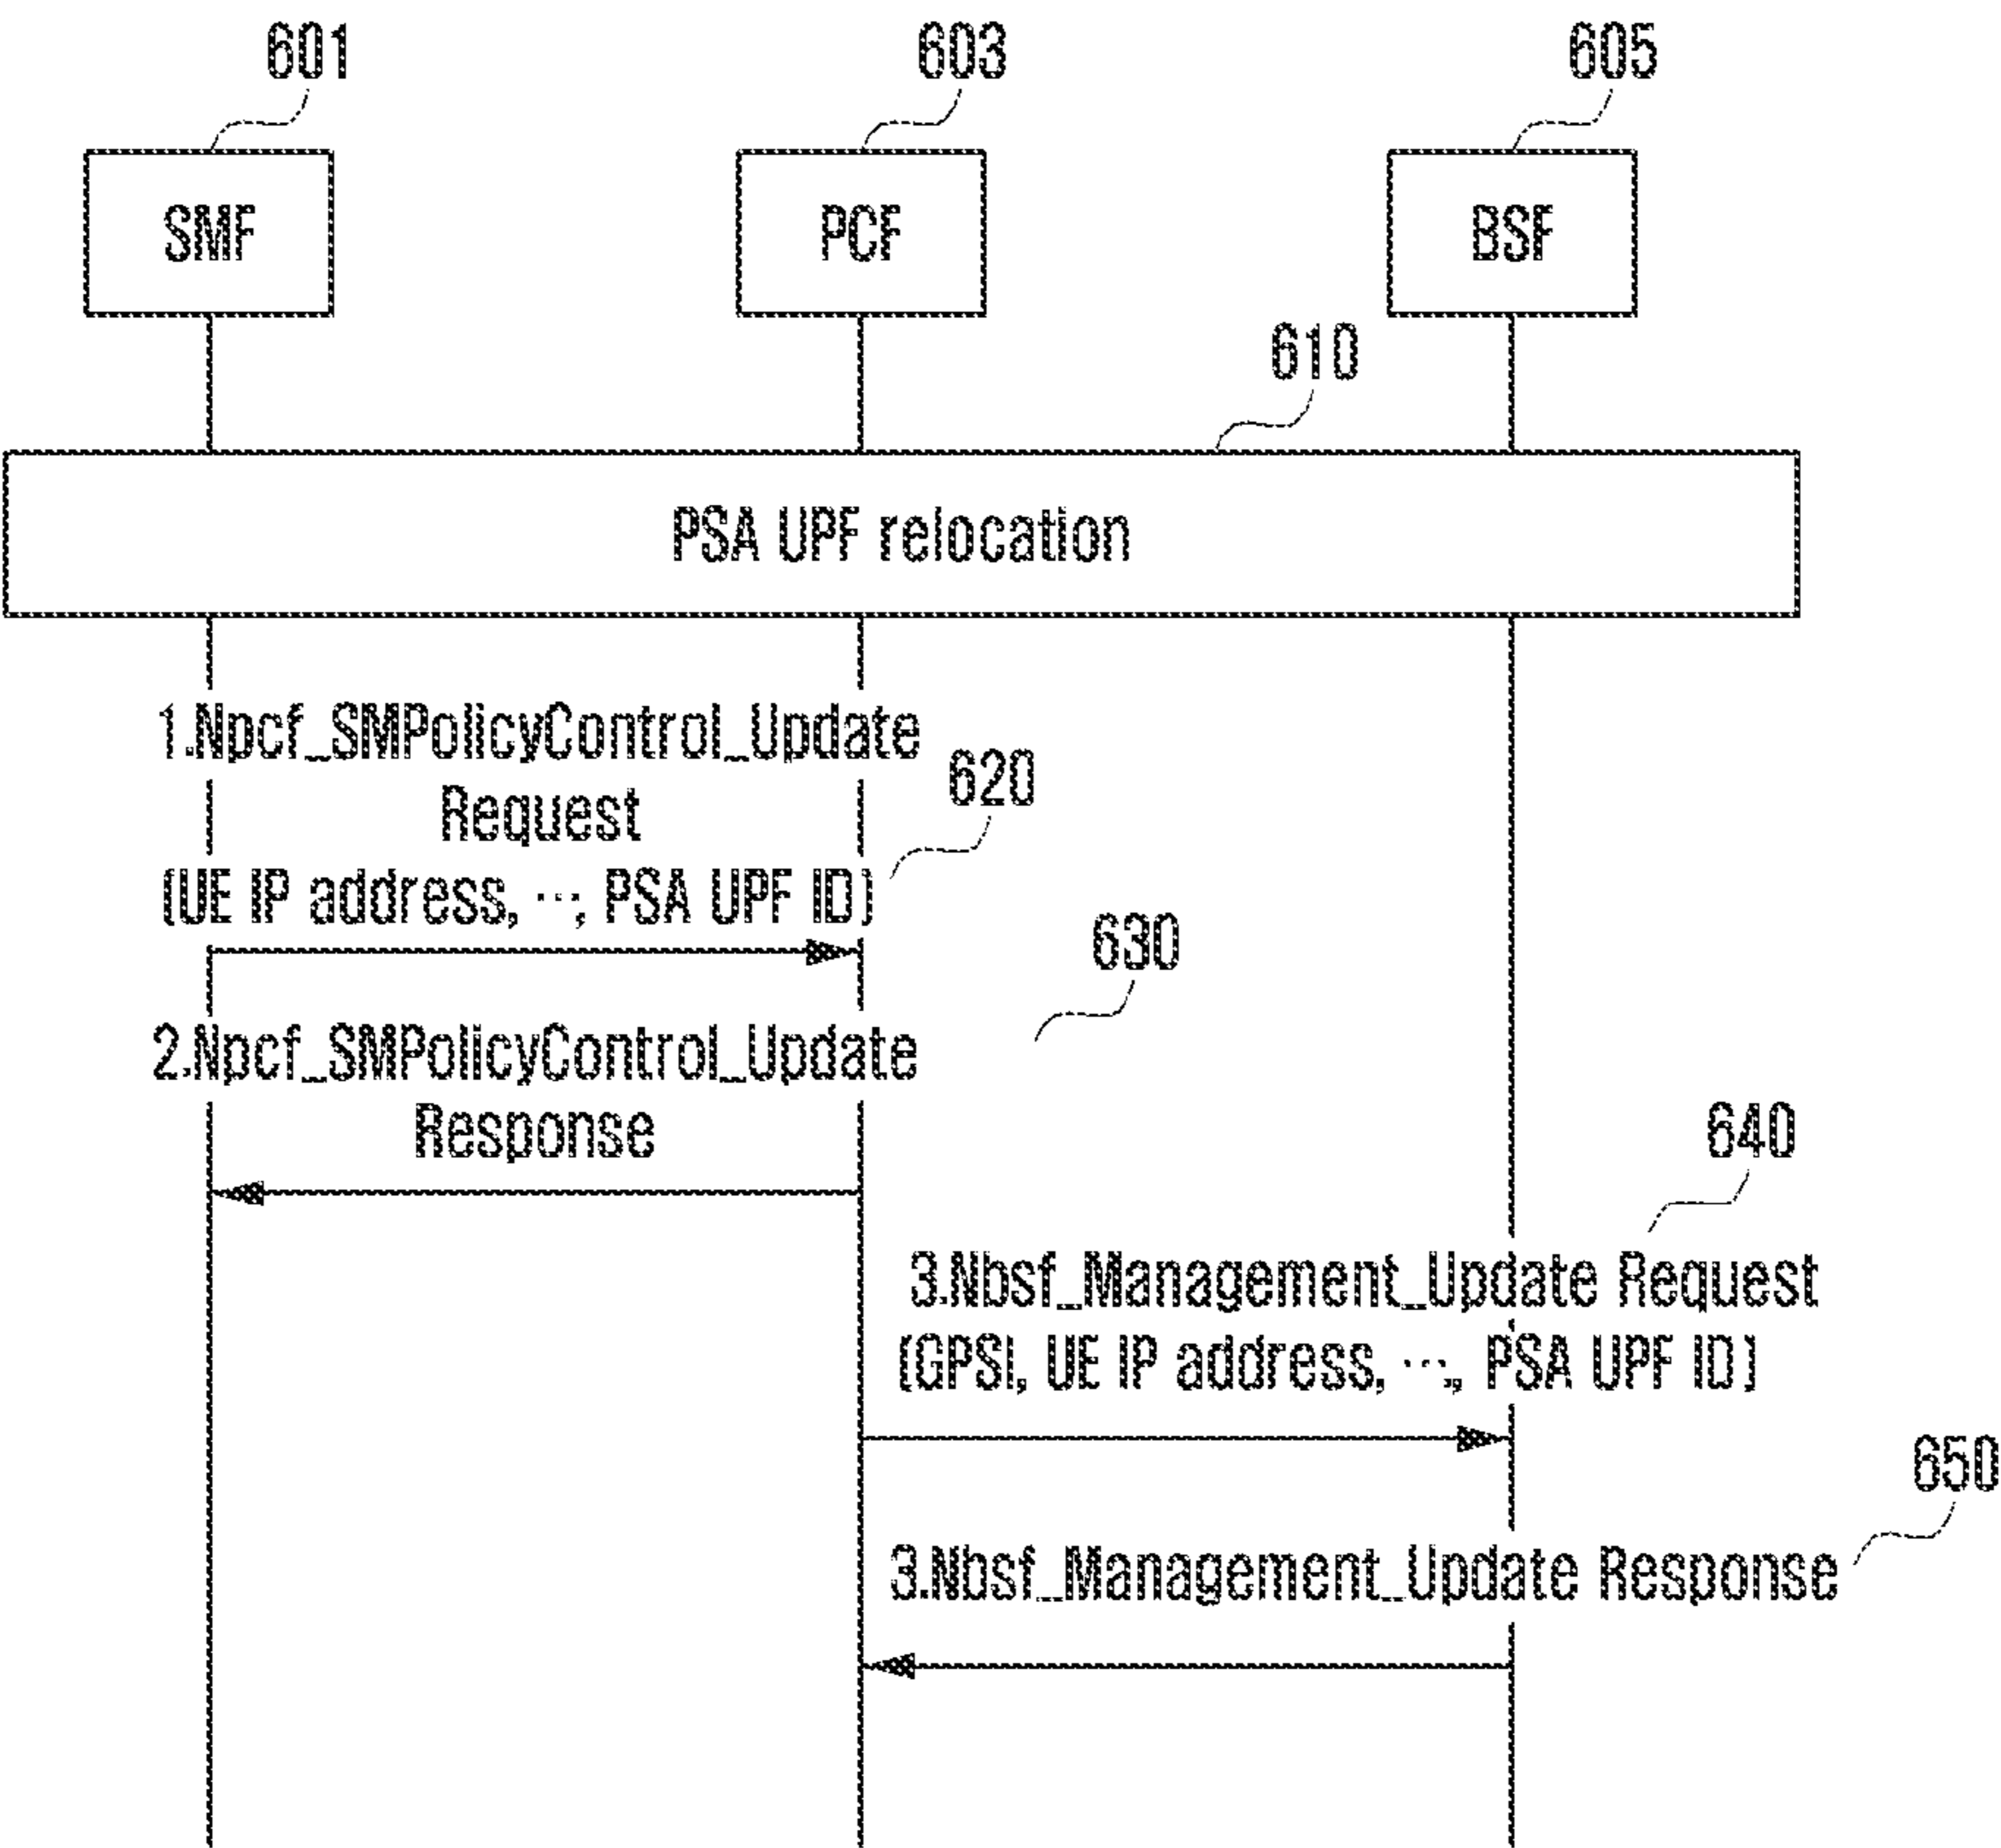 601
603
605
SMF
PCF
BSF
610
PSA UPF relocation
1.Npcf_SMPolicyControl_Update
620
Request
(UE IP address, ···, PSA UPF ID)
630
2.Npcf_SMPolicyControl_Update
Response
640
3.Nbsf_Management_Update Request
(GPSI, UE IP address, ···, PSA UPF ID)
650
3.Nbsf_Management_Update Response